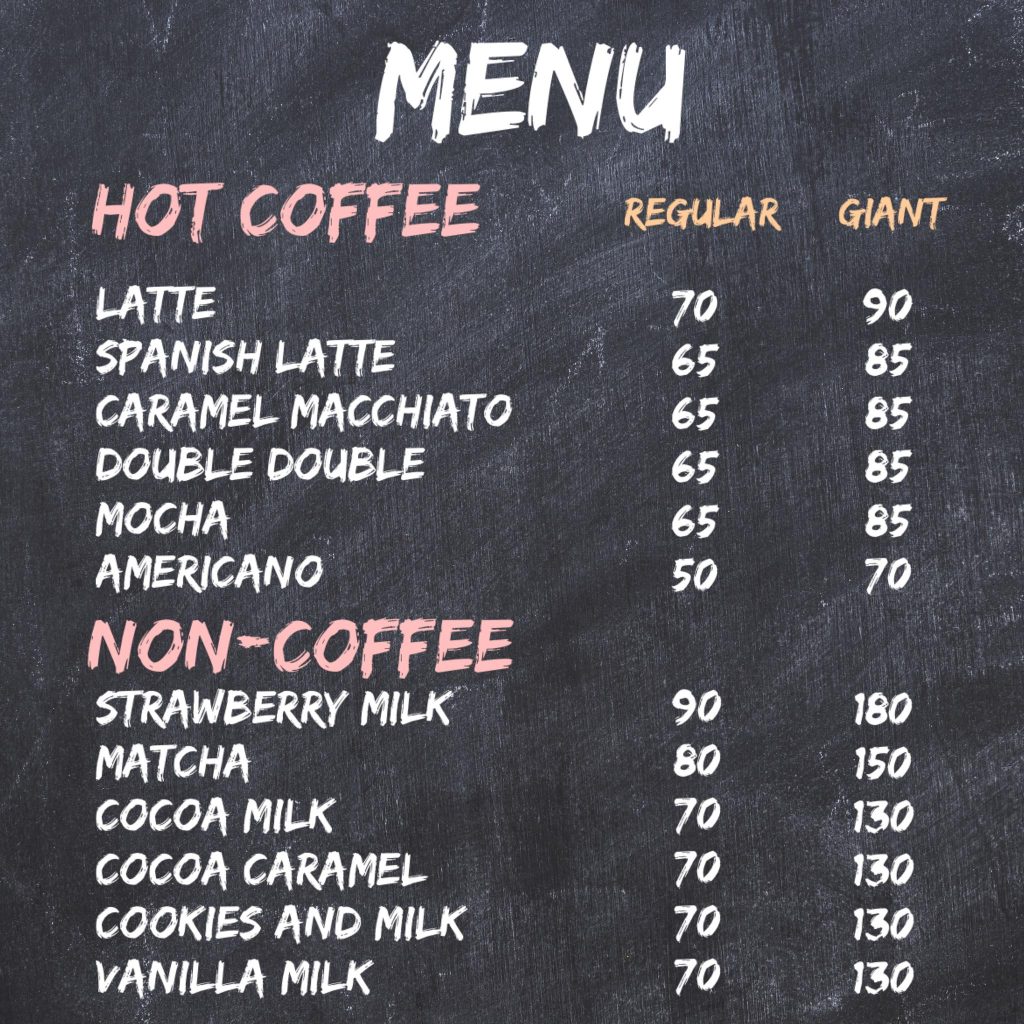 MENU
HOT COFFEE REGULAR GIANT
LATTE 70 90
SPANISH LATTE 65 85
CARAMEL MACCHIATO 65 85
DOUBLE DOUBLE 65 85
MOCHA 65 85
AMERICANO 50 70
NON-COFFEE
STRAWBERRY MILK 90 180
MATCHA 80 150
COCOA MILK 70 130
COCOA CARAMEL 70 130
COOKIES AND MILK 70 130
VANILLA MILK 70 130